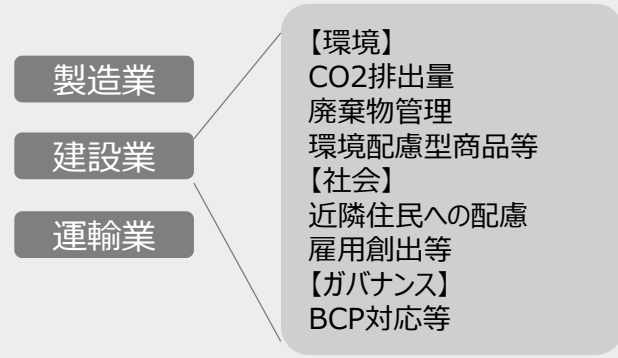 製造業
建設業
運輸業
【環境】
CO2排出量
廃棄物管理
環境配慮型商品等
【社会】
近隣住民への配慮
雇用創出等
【ガバナンス】
BCP対応等